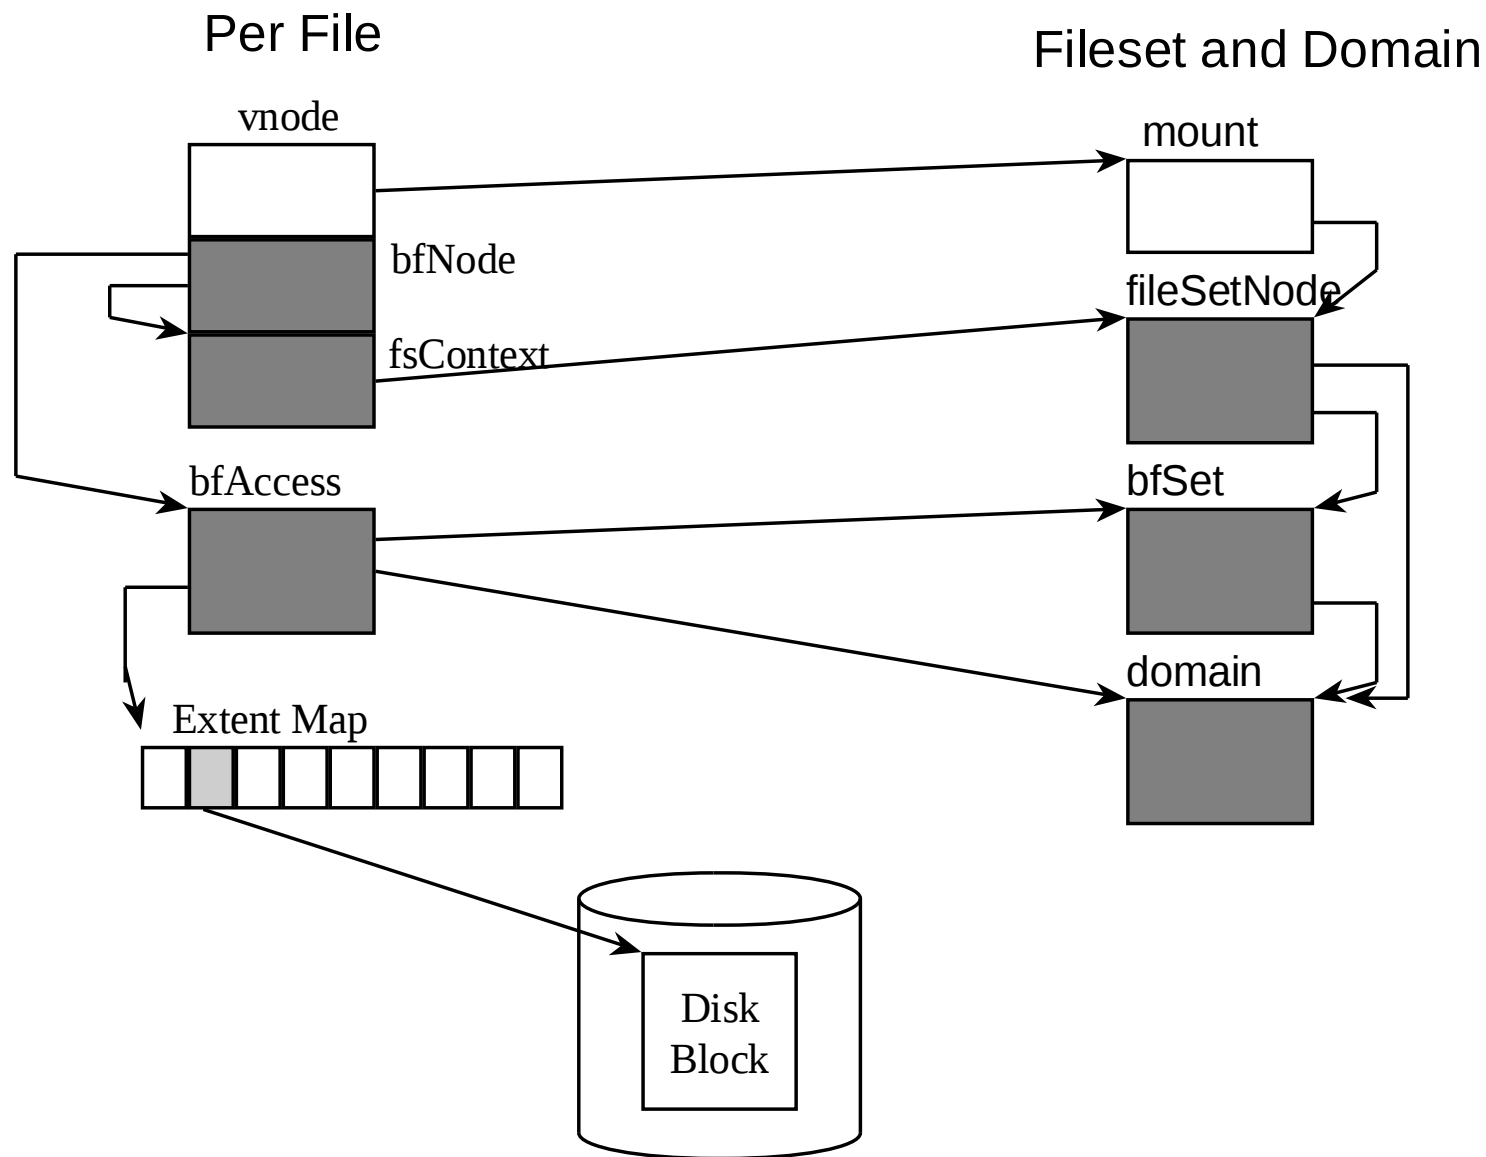 Per File
Fileset and Domain
vnode
mount
bfNode
fileSetNode
fsContext
bfAccess
bfSet
domain
Extent Map
Disk
Block